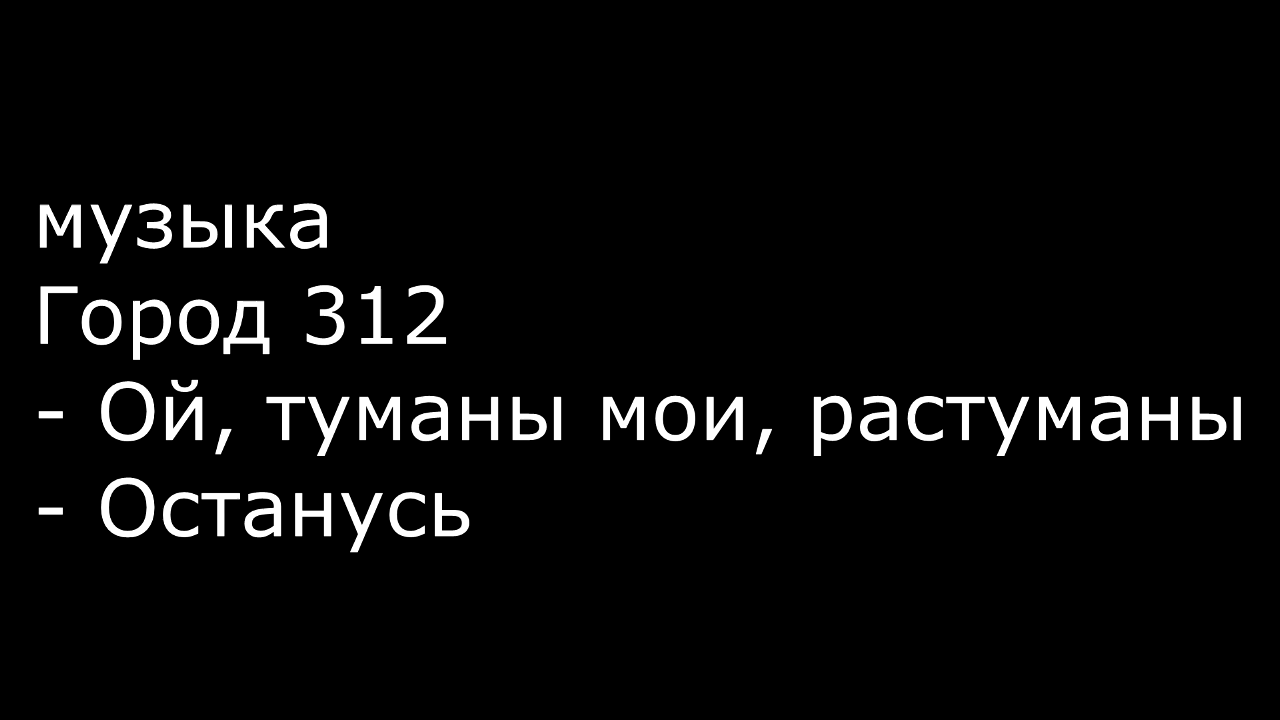 музыка
Город 312
- Ой, туманы мои, растуманы
- Останусь